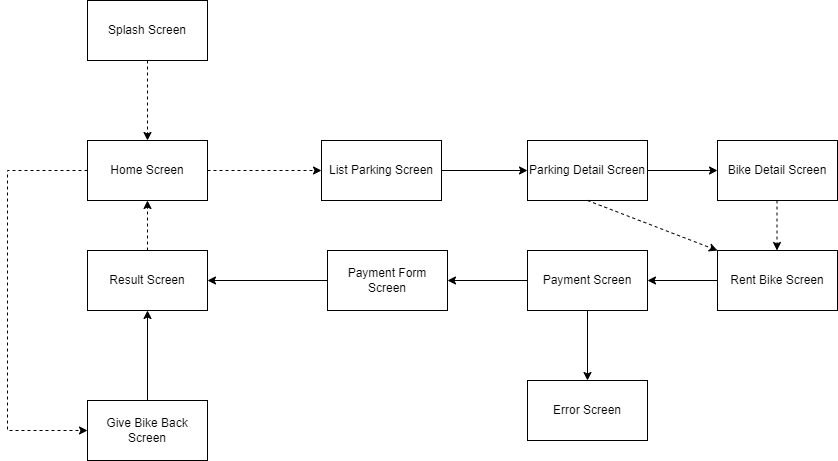 Splash Screen
Home Screen
List Parking Screen
Parking Detail Screen
Bike Detail Screen
Result Screen
Payment Form
Screen
Payment Screen
Rent Bike Screen
Give Bike Back
Screen
Error Screen